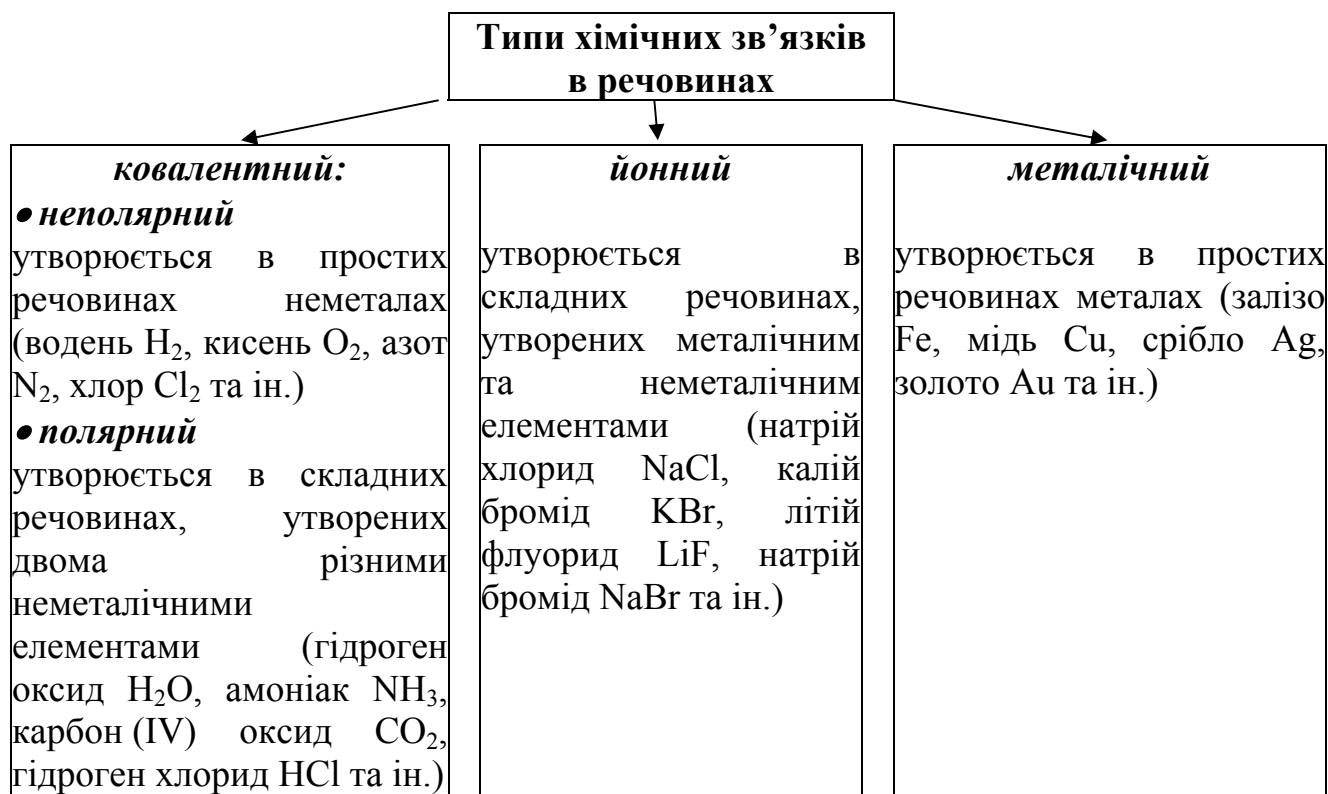 Типи хімічних зв’язків
в речовинах
ковалентний:
• неполярний
утворюється в простих
речовинах неметалах
(водень H₂, кисень O₂, азот
N₂, хлор Cl₂ та ін.)
• полярний
утворюється в складних
речовинах, утворених
двома різними
неметалічними
елементами (гідроген
оксид H₂O, амоніак NH₃,
карбон (IV) оксид CO₂,
гідроген хлорид HCl та ін.)
йонний
утворюється в
складних речовинах,
утворених металічним
та неметалічним
елементами (натрій
хлорид NaCl, калій
бромід KBr, літій
флуорид LiF, натрій
бромід NaBr та ін.)
металічний
утворюється в простих
речовинах металах (залізо
Fe, мідь Cu, срібло Ag,
золото Au та ін.)